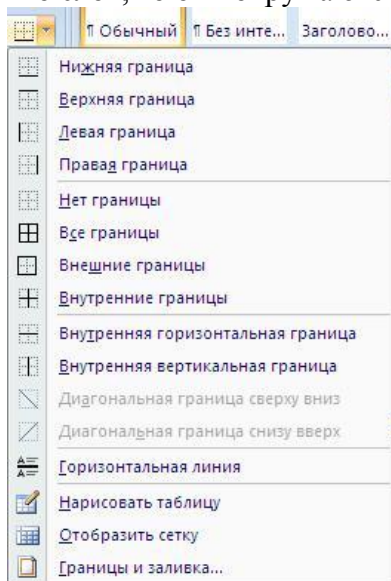 ¶ Обычный ¶ Без инте... Заголово...
Нижняя граница
Верхняя граница
Левая граница
Правая граница
Нет границы
Все границы
Внешние границы
Внутренние границы
Внутренняя горизонтальная граница
Внутренняя вертикальная граница
Диагональная граница сверху вниз
Диагональная граница снизу вверх
Горизонтальная линия
Нарисовать таблицу
Отобразить сетку
Границы и заливка...